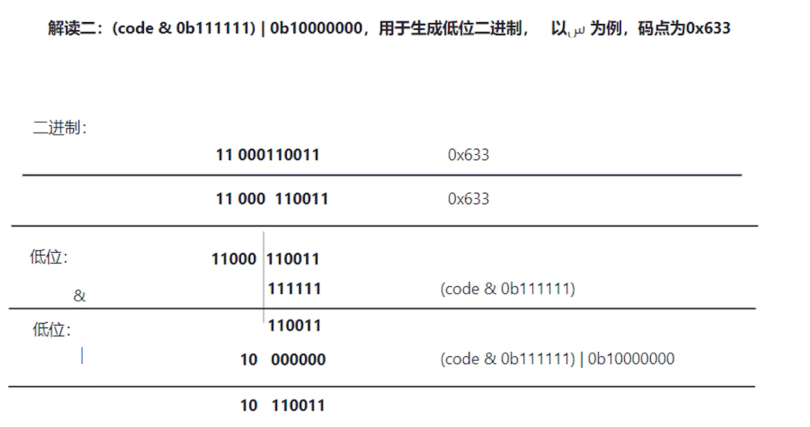 解读二：(code & 0b111111) | 0b10000000，用于生成低位二进制， 以س 为例，码点为0x633
二进制：
11 000110011 0x633
11 000 110011 0x633
低位： 11000 110011
& 111111 (code & 0b111111)
低位： 110011
| 10 000000 (code & 0b111111) | 0b10000000
10 110011